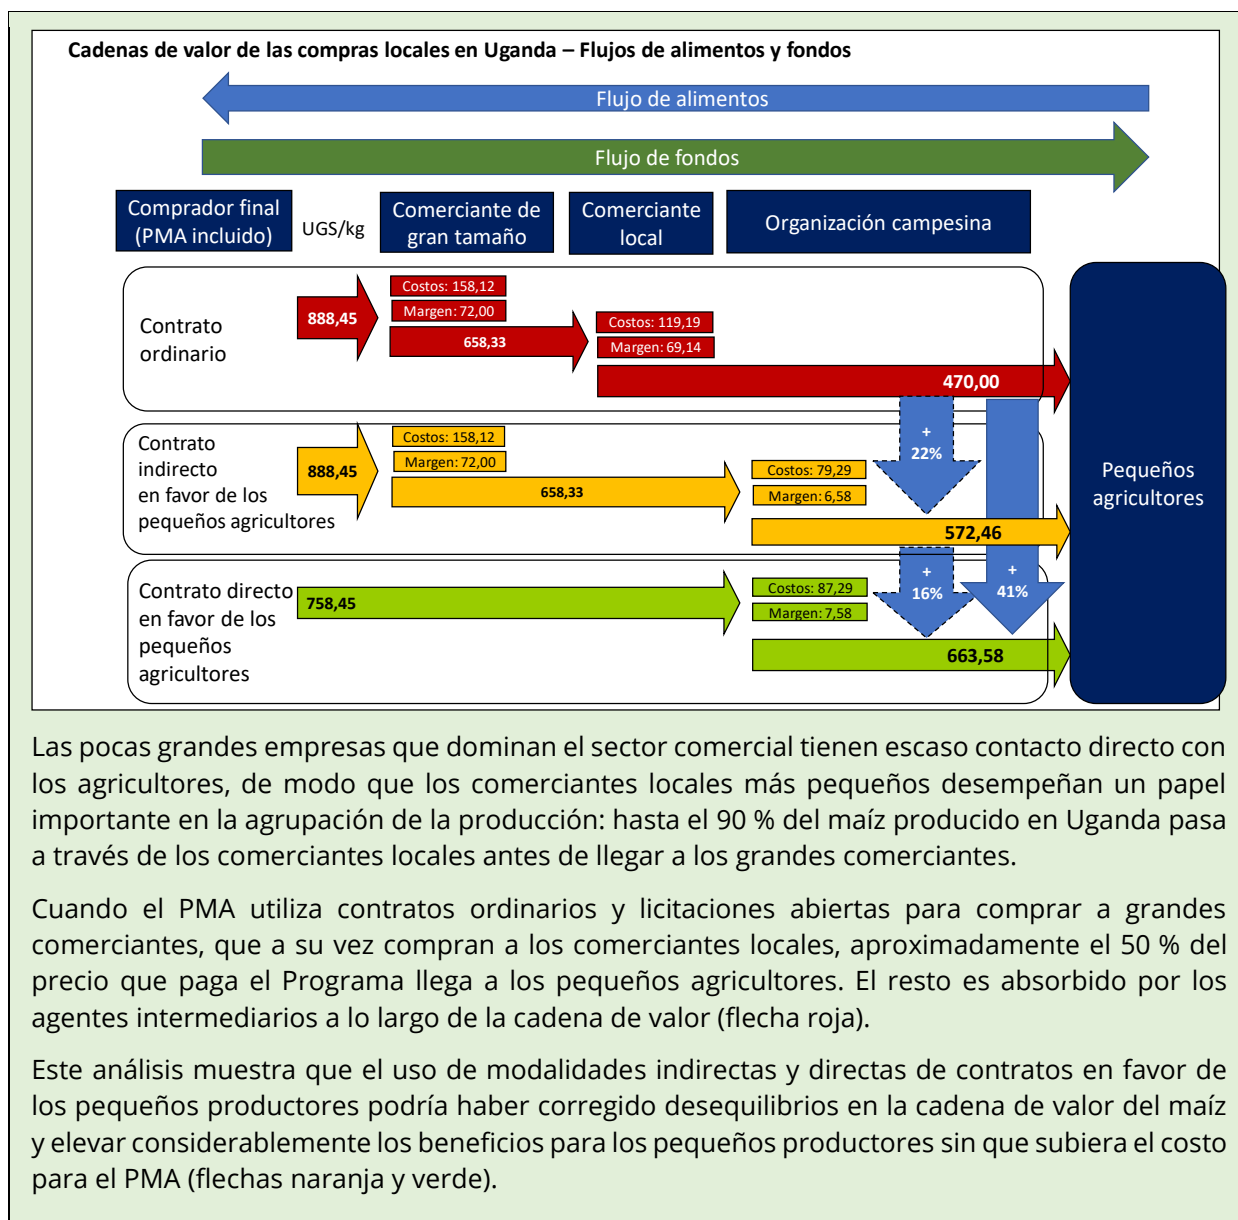 Cadenas de valor de las compras locales en Uganda – Flujos de alimentos y fondos
Flujo de alimentos
Flujo de fondos
Comprador final
(PMA incluido)
UGS/kg
Comerciante de
gran tamaño
Comerciante
local
Organización campesina
Contrato
ordinario
888,45
Costos: 158,12
Margen: 72,00
658,33
Costos: 119,19
Margen: 69,14
470,00
+
22%
Contrato
indirecto
en favor de los
pequeños agricultores
888,45
Costos: 158,12
Margen: 72,00
658,33
Costos: 79,29
Margen: 6,58
572,46
+
16%
+
41%
Contrato directo
en favor de los
pequeños
agricultores
758,45
Costos: 87,29
Margen: 7,58
663,58
Pequeños
agricultores
Las pocas grandes empresas que dominan el sector comercial tienen escaso contacto directo con
los agricultores, de modo que los comerciantes locales más pequeños desempeñan un papel
importante en la agrupación de la producción: hasta el 90 % del maíz producido en Uganda pasa
a través de los comerciantes locales antes de llegar a los grandes comerciantes.
Cuando el PMA utiliza contratos ordinarios y licitaciones abiertas para comprar a grandes
comerciantes, que a su vez compran a los comerciantes locales, aproximadamente el 50 % del
precio que paga el Programa llega a los pequeños agricultores. El resto es absorbido por los
agentes intermediarios a lo largo de la cadena de valor (flecha roja).
Este análisis muestra que el uso de modalidades indirectas y directas de contratos en favor de
los pequeños productores podría haber corregido desequilibrios en la cadena de valor del maíz
y elevar considerablemente los beneficios para los pequeños productores sin que subiera el costo
para el PMA (flechas naranja y verde).